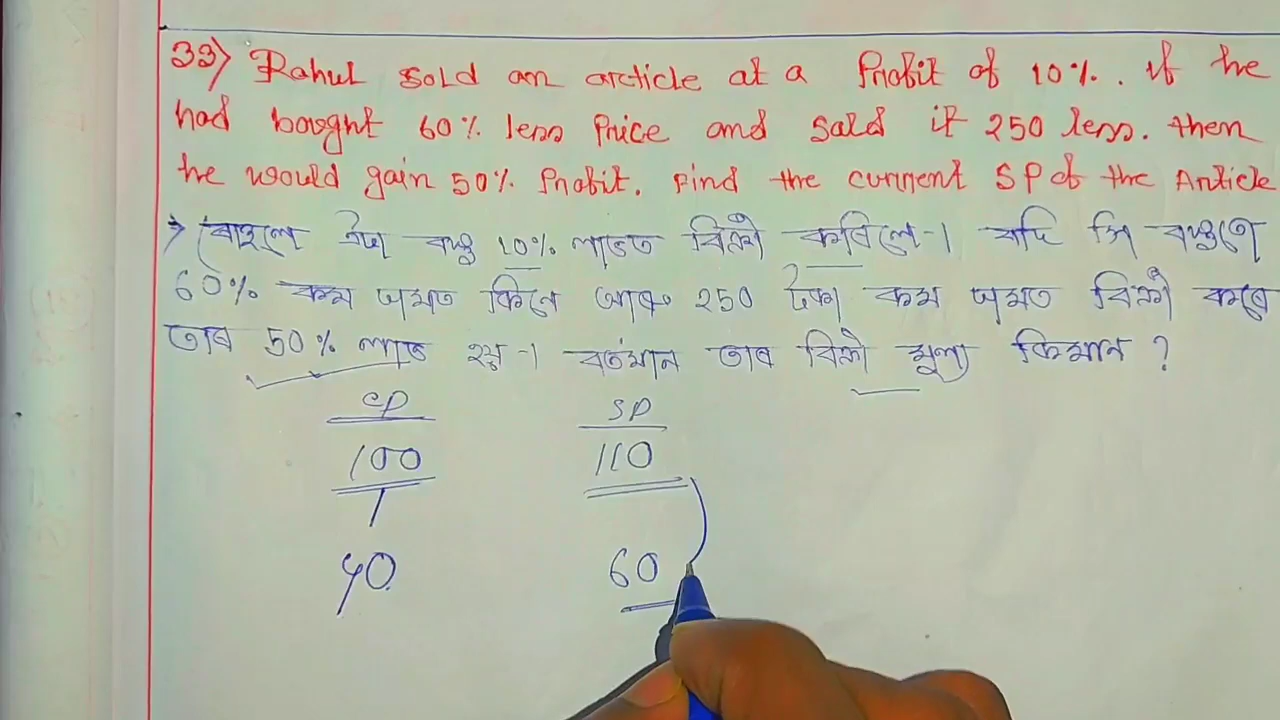 33) Rahul sold an article at a Profit of 10%. if he
had bought 60% less Price and sald it 250 less. then
he would gain 50% Profit. Find the current SP of the Article
→ ৰাহুলে এটা বস্তু 10% লাভত বিক্ৰী কৰিলে। যদি সি বস্তুটো
60% কম দামত কিনে আৰু 250 টকা কম দামত বিক্ৰী কৰে
তাৰ 50% লাভ হয়। বৰ্তমান তাৰ বিক্ৰী মূল্য কিমান ?
CP SP
100 110
40 60